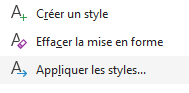 Créer un style
Effacer la mise en forme
Appliquer les styles...